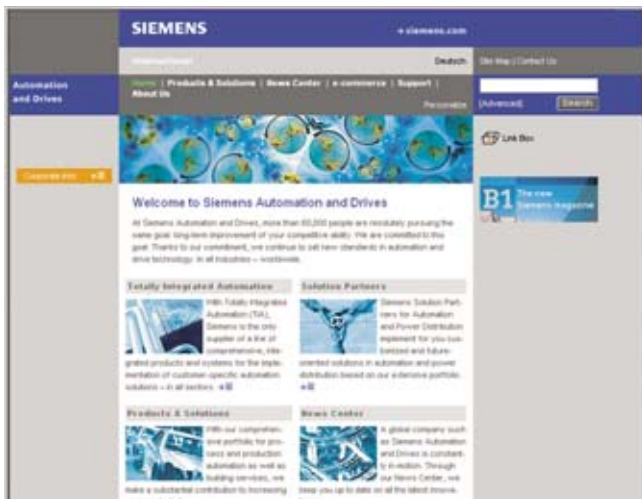 SIEMENS
siemens.com
International
Deutsch
Site Map | Contact Us
Automation
and Drives
Home | Products & Solutions | News Center | e-commerce | Support |
About Us
Personalize
(Advanced)
Search
Corporate Info
Link Box
B1 The new
Siemens magazine
Welcome to Siemens Automation and Drives
At Siemens Automation and Drives, more than 60,000 people are resolutely pursuing the
same goal: long-term improvement of your competitive ability. We are committed to this
goal. Thanks to our commitment, we continue to set new standards in automation and
drive technology. In all industries – worldwide.
Totally Integrated Automation
With Totally Integrated
Automation (TIA),
Siemens is the only
supplier of a line of
comprehensive, inte-
grated products and systems for the imple-
mentation of customer-specific automation
solutions – in all sectors.
Solution Partners
Siemens Solution Part-
ners for Automation
and Power Distribution
implement for you cus-
tomized and future-
oriented solutions in automation and power
distribution based on our extensive portfolio.
Products & Solutions
With our comprehen-
sive portfolio for pro-
cess and production
automation as well as
building services, we
make a substantial contribution to increasing
News Center
A global company such
as Siemens Automation
and Drives is constant-
ly in motion. Through
our News Center, we
keep you up to date on all the latest innova-